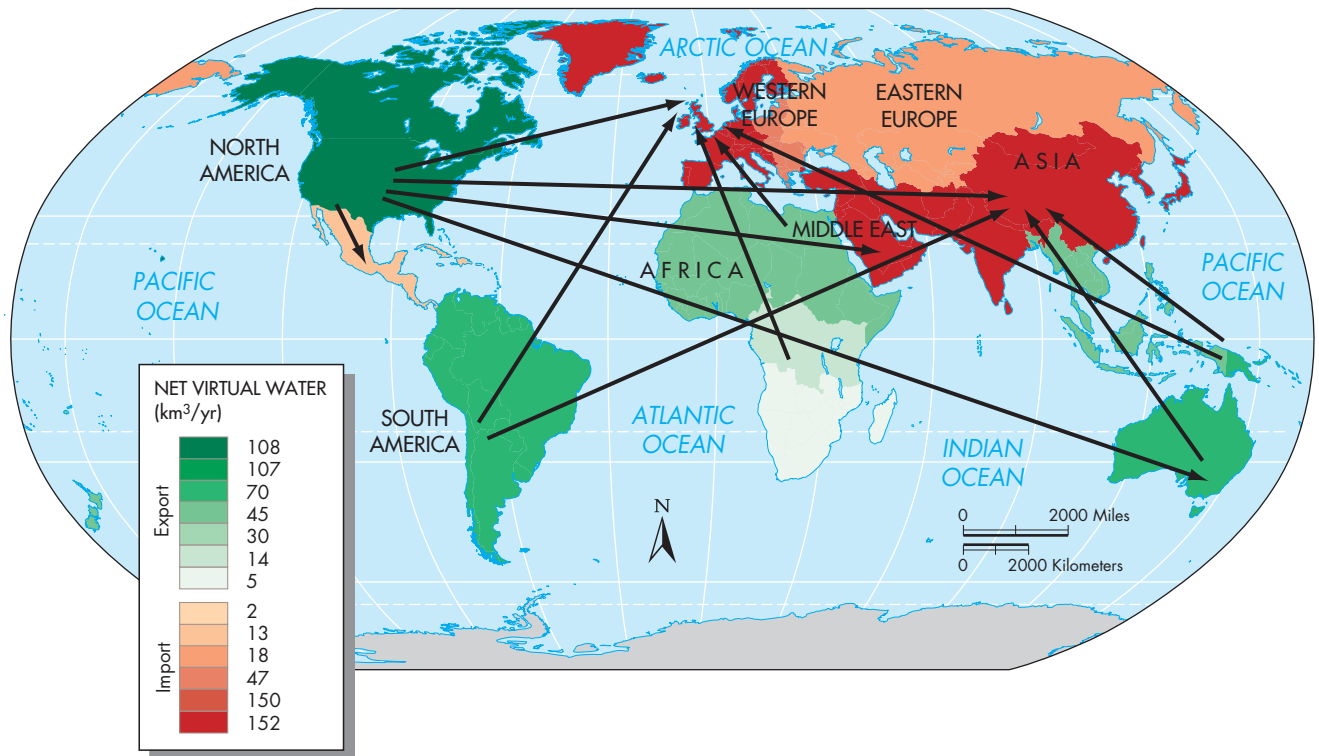 ARCTIC OCEAN
WESTERN
EUROPE
EASTERN
EUROPE
NORTH
AMERICA
ASIA
MIDDLE EAST
AFRICA
PACIFIC
OCEAN
PACIFIC
OCEAN
SOUTH
AMERICA
ATLANTIC
OCEAN
INDIAN
OCEAN
N
0 2000 Miles
0 2000 Kilometers
NET VIRTUAL WATER
(km³/yr)
Export
108
107
70
45
30
14
5
Import
2
13
18
47
150
152